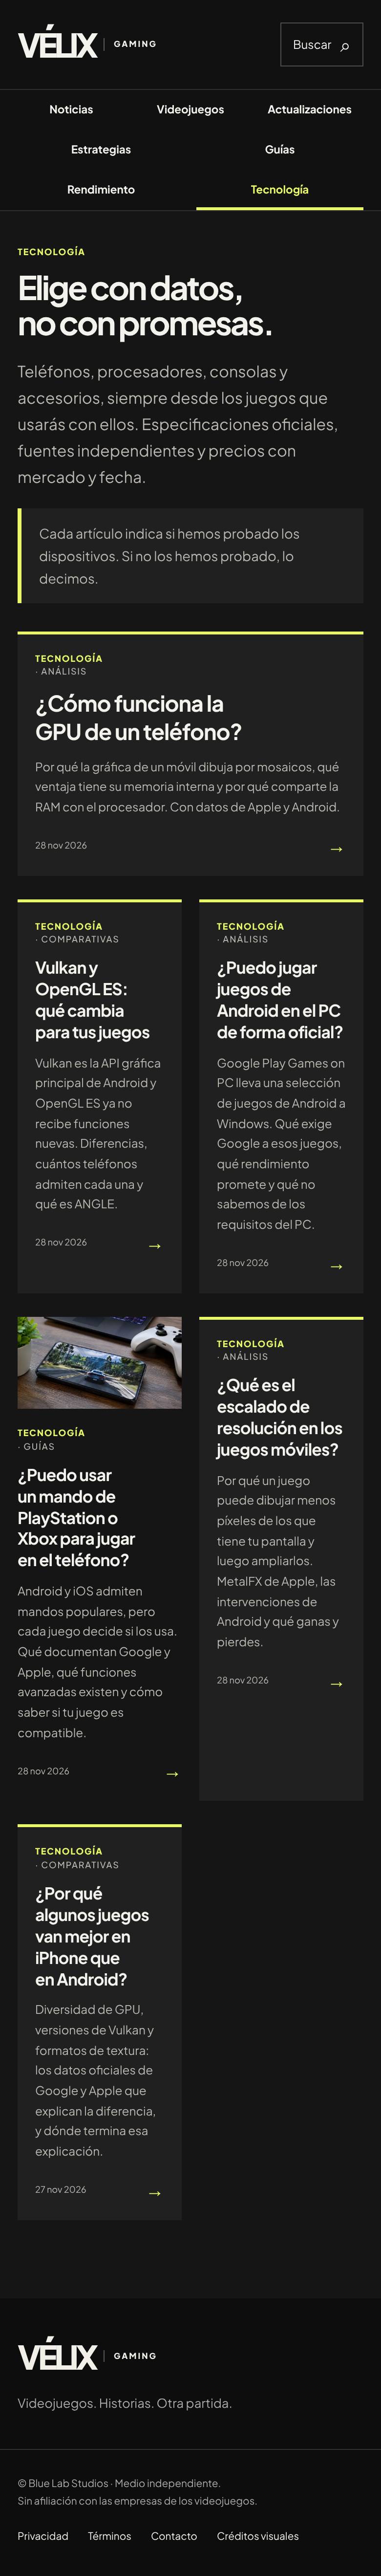 VÉLIX | GAMING
Buscar
Noticias
Videojuegos
Actualizaciones
Estrategias
Guías
Rendimiento
Tecnología
TECNOLOGÍA
Elige con datos,
no con promesas.
Teléfonos, procesadores, consolas y
accesorios, siempre desde los juegos que
usarás con ellos. Especificaciones oficiales,
fuentes independientes y precios con
mercado y fecha.
Cada artículo indica si hemos probado los
dispositivos. Si no los hemos probado, lo
decimos.
TECNOLOGÍA
· ANÁLISIS
¿Cómo funciona la
GPU de un teléfono?
Por qué la gráfica de un móvil dibuja por mosaicos, qué
ventaja tiene su memoria interna y por qué comparte la
RAM con el procesador. Con datos de Apple y Android.
28 nov 2026 →
TECNOLOGÍA
· COMPARATIVAS
Vulkan y
OpenGL ES:
qué cambia
para tus juegos
Vulkan es la API gráfica
principal de Android y
OpenGL ES ya no
recibe funciones
nuevas. Diferencias,
cuántos teléfonos
admiten cada una y
qué es ANGLE.
28 nov 2026 →
TECNOLOGÍA
· ANÁLISIS
¿Puedo jugar
juegos de
Android en el PC
de forma oficial?
Google Play Games on
PC lleva una selección
de juegos de Android a
Windows. Qué exige
Google a esos juegos,
qué rendimiento
promete y qué no
sabemos de los
requisitos del PC.
28 nov 2026 →
TECNOLOGÍA
· GUÍAS
¿Puedo usar
un mando de
PlayStation o
Xbox para jugar
en el teléfono?
Android y iOS admiten
mandos populares, pero
cada juego decide si los usa.
Qué documentan Google y
Apple, qué funciones
avanzadas existen y cómo
saber si tu juego es
compatible.
28 nov 2026 →
TECNOLOGÍA
· ANÁLISIS
¿Qué es el
escalado de
resolución en los
juegos móviles?
Por qué un juego
puede dibujar menos
píxeles de los que
tiene tu pantalla y
luego ampliarlos.
MetalFX de Apple, las
intervenciones de
Android y qué ganas y
pierdes.
28 nov 2026 →
TECNOLOGÍA
· COMPARATIVAS
¿Por qué
algunos juegos
van mejor en
iPhone que
en Android?
Diversidad de GPU,
versiones de Vulkan y
formatos de textura:
los datos oficiales de
Google y Apple que
explican la diferencia,
y dónde termina esa
explicación.
27 nov 2026 →
VÉLIX | GAMING
Videojuegos. Historias. Otra partida.
© Blue Lab Studios · Medio independiente.
Sin afiliación con las empresas de los videojuegos.
Privacidad Términos Contacto Créditos visuales